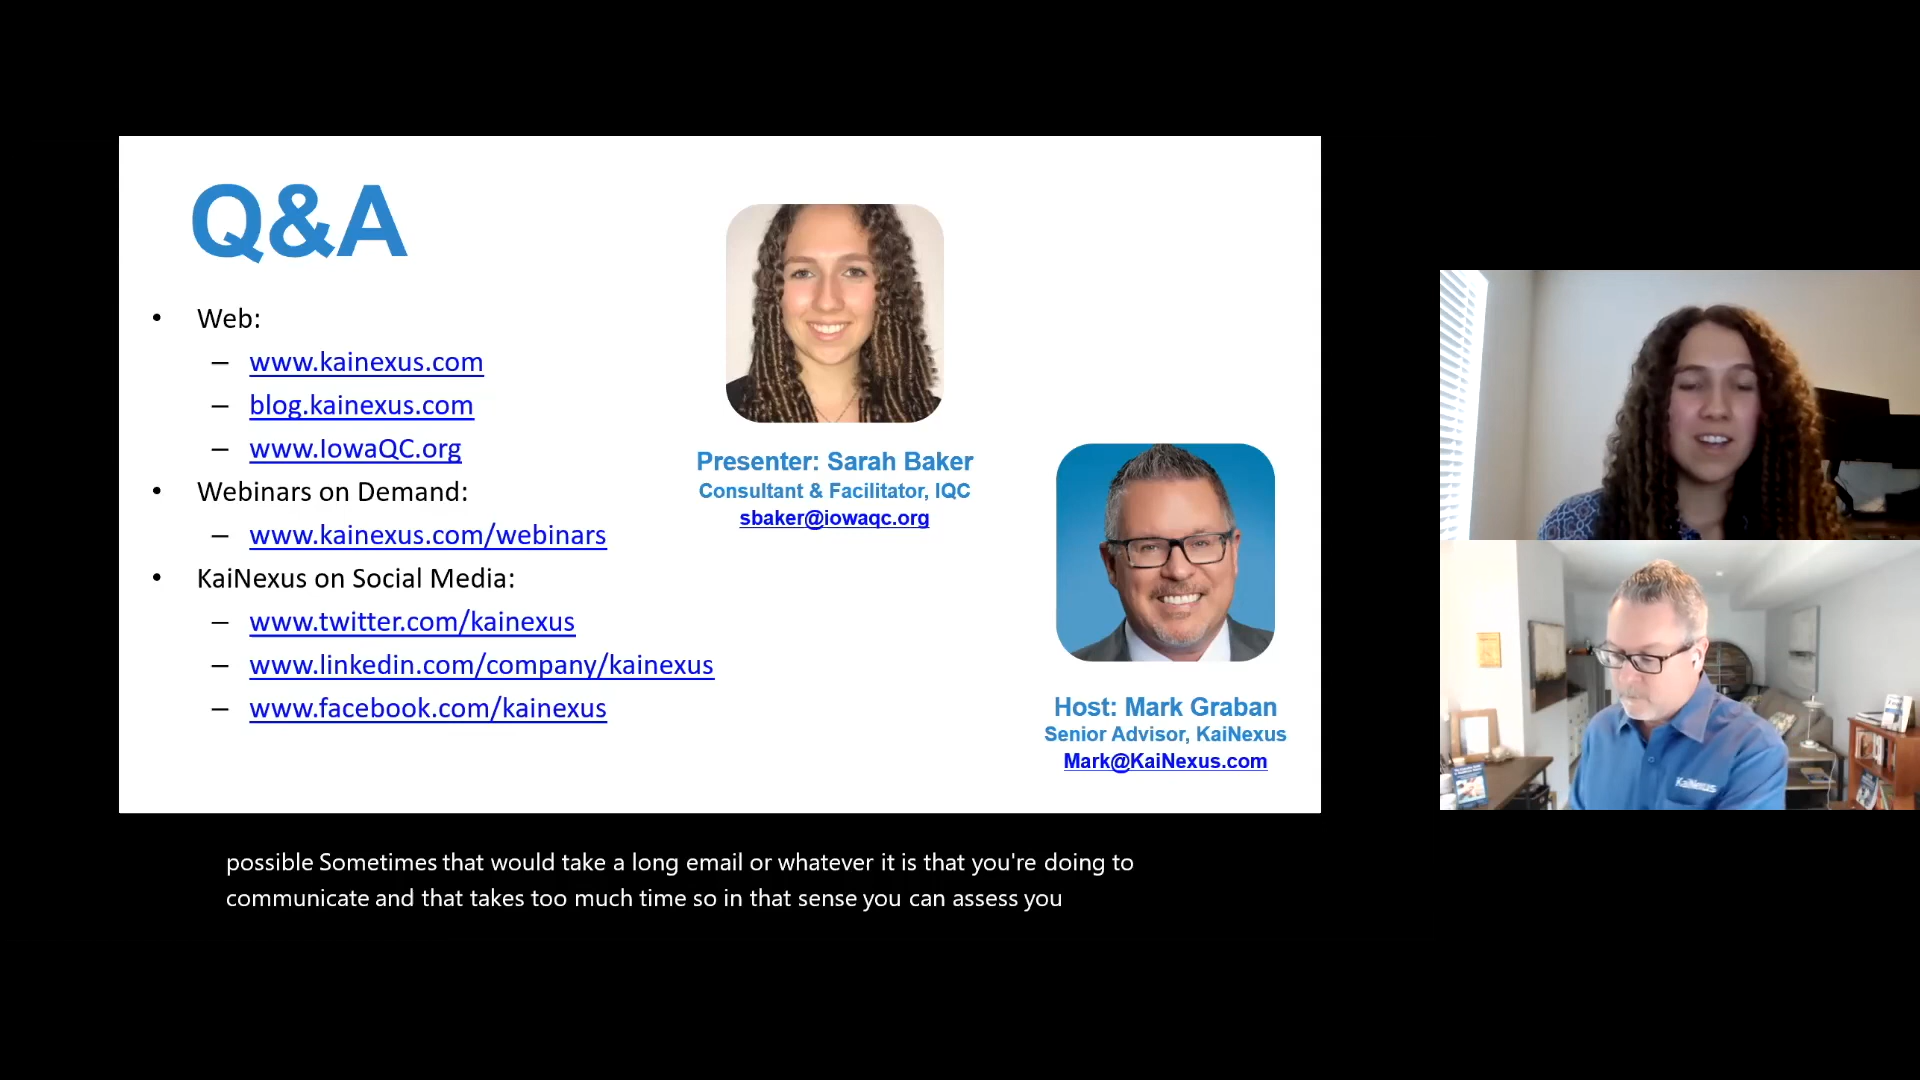 Q&A
• Web:
– www.kainexus.com
– blog.kainexus.com
– www.IowaQC.org
• Webinars on Demand:
– www.kainexus.com/webinars
• KaiNexus on Social Media:
– www.twitter.com/kainexus
– www.linkedin.com/company/kainexus
– www.facebook.com/kainexus
Presenter: Sarah Baker
Consultant & Facilitator, IQC
sbaker@iowaqc.org
Host: Mark Graban
Senior Advisor, KaiNexus
Mark@KaiNexus.com
KaiNexus
possible Sometimes that would take a long email or whatever it is that you're doing to
communicate and that takes too much time so in that sense you can assess you